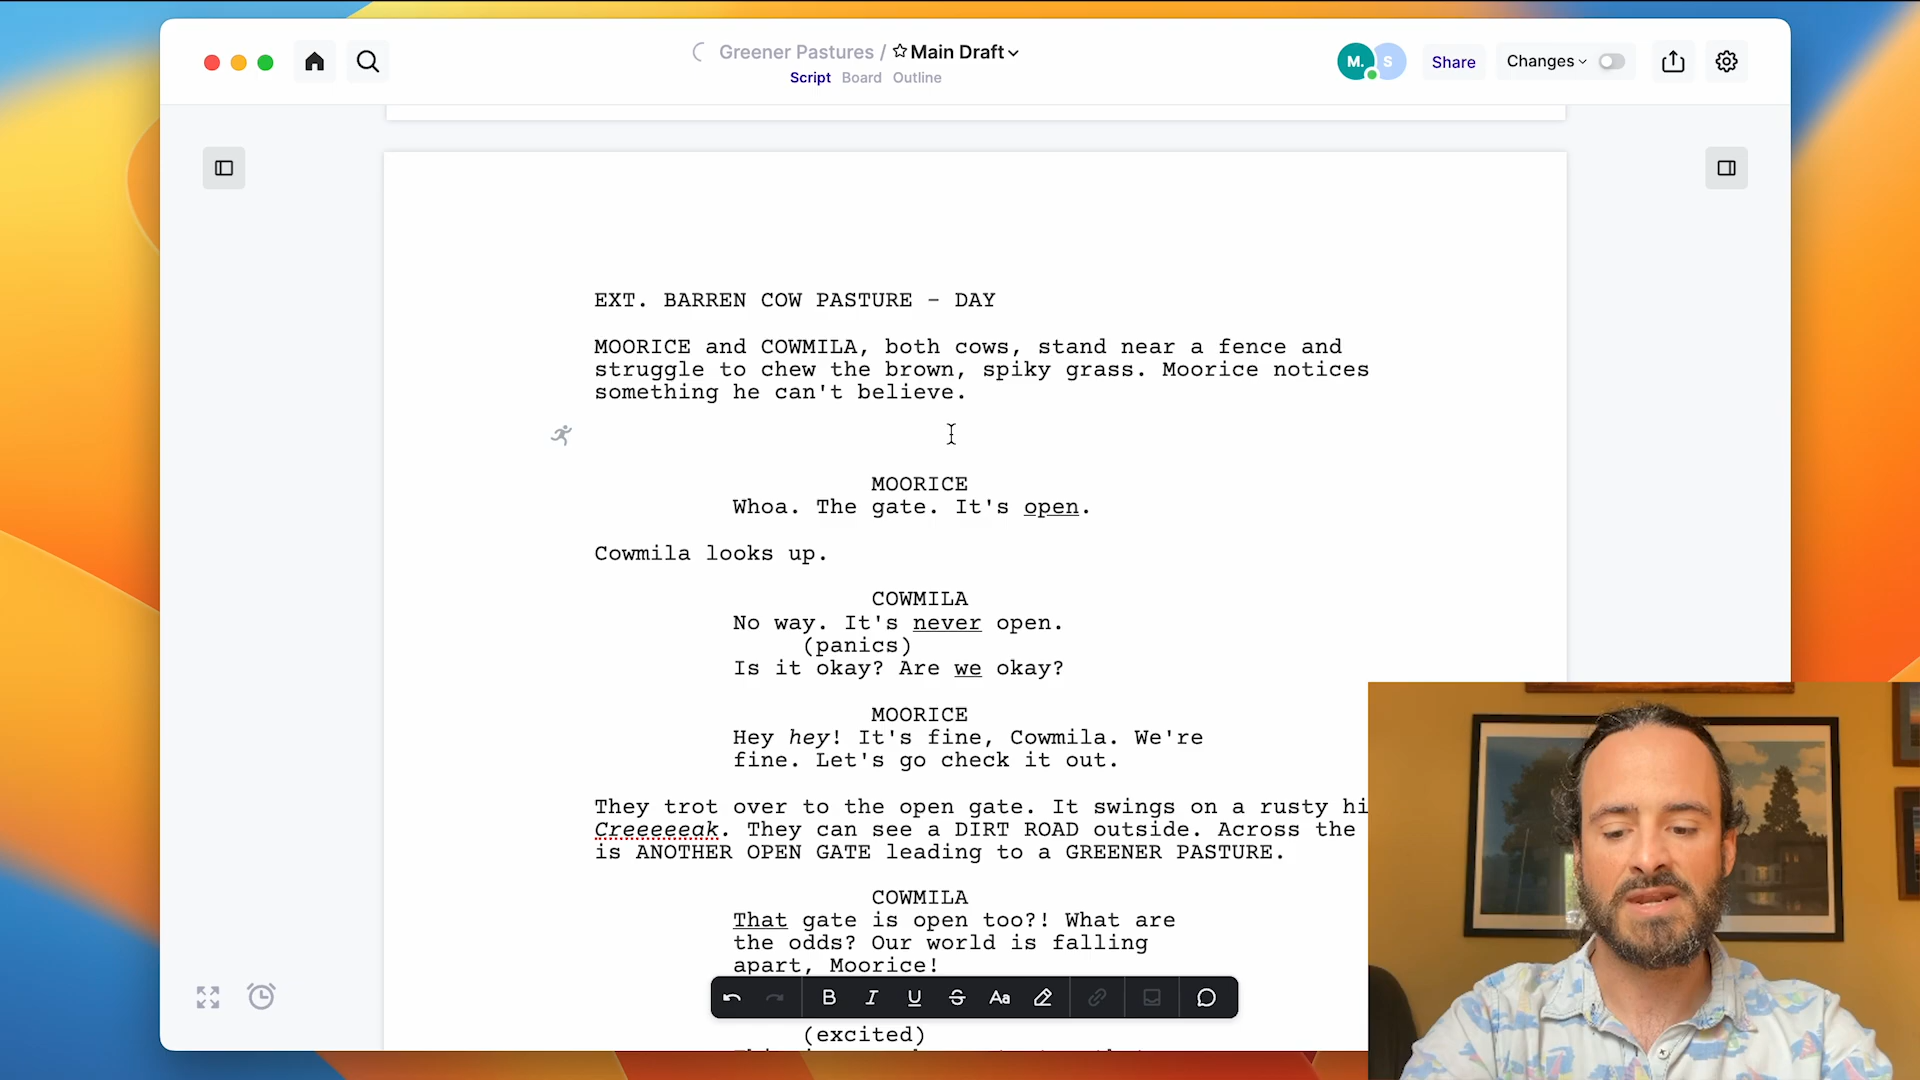 Greener Pastures / Main Draft
Script Board Outline
M. S Share Changes
EXT. BARREN COW PASTURE - DAY
MOORICE and COWMILA, both cows, stand near a fence and
struggle to chew the brown, spiky grass. Moorice notices
something he can't believe.
MOORICE
Whoa. The gate. It's open.
Cowmila looks up.
COWMILA
No way. It's never open.
(panics)
Is it okay? Are we okay?
MOORICE
Hey hey! It's fine, Cowmila. We're
fine. Let's go check it out.
They trot over to the open gate. It swings on a rusty hi
Creeeeeak. They can see a DIRT ROAD outside. Across the
is ANOTHER OPEN GATE leading to a GREENER PASTURE.
COWMILA
That gate is open too?! What are
the odds? Our world is falling
apart, Moorice!
B I U S Aa
(excited)